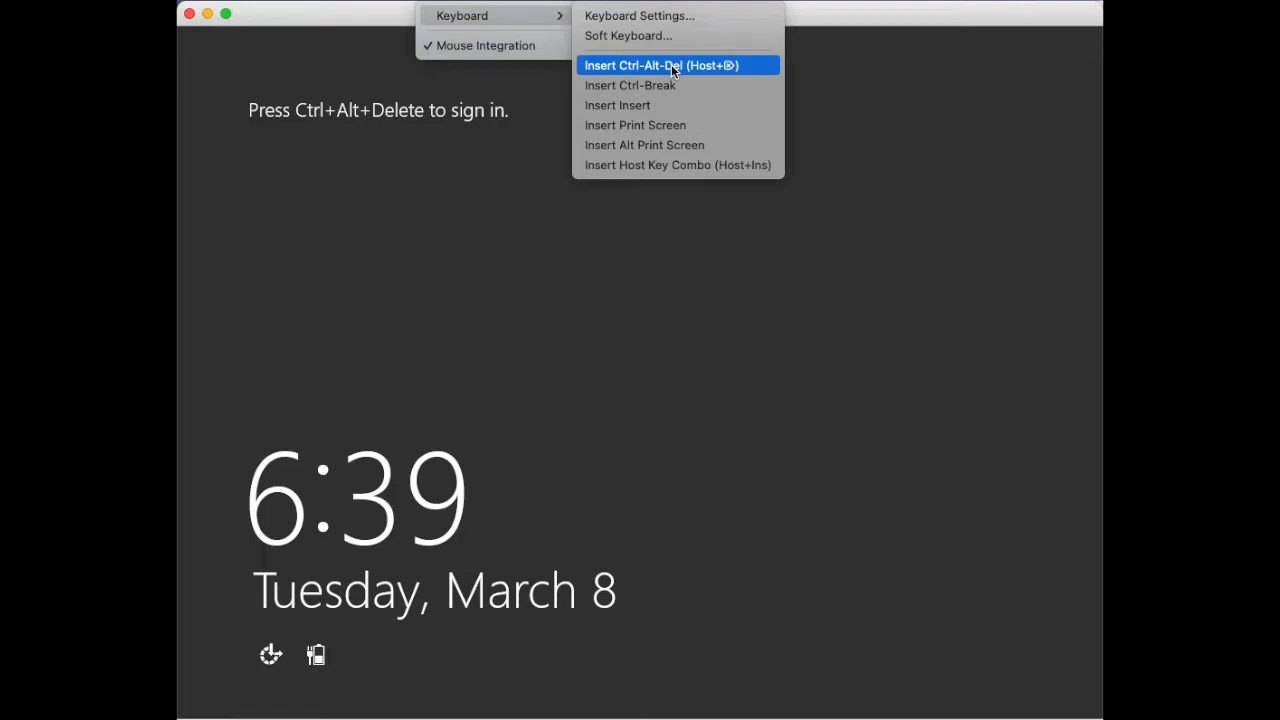 Keyboard
Mouse Integration
Keyboard Settings...
Soft Keyboard...
Insert Ctrl-Alt-Del (Host+⌦)
Insert Ctrl-Break
Insert Insert
Insert Print Screen
Insert Alt Print Screen
Insert Host Key Combo (Host+Ins)
Press Ctrl+Alt+Delete to sign in.
6:39
Tuesday, March 8